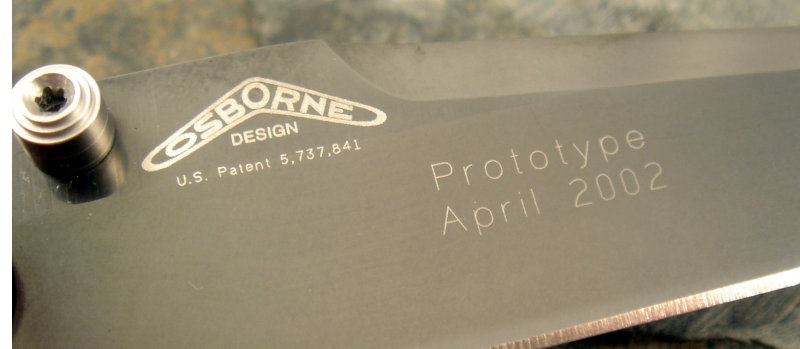 OSBORNE
DESIGN
U.S. Patent 5,737,841
Prototype
April 2002